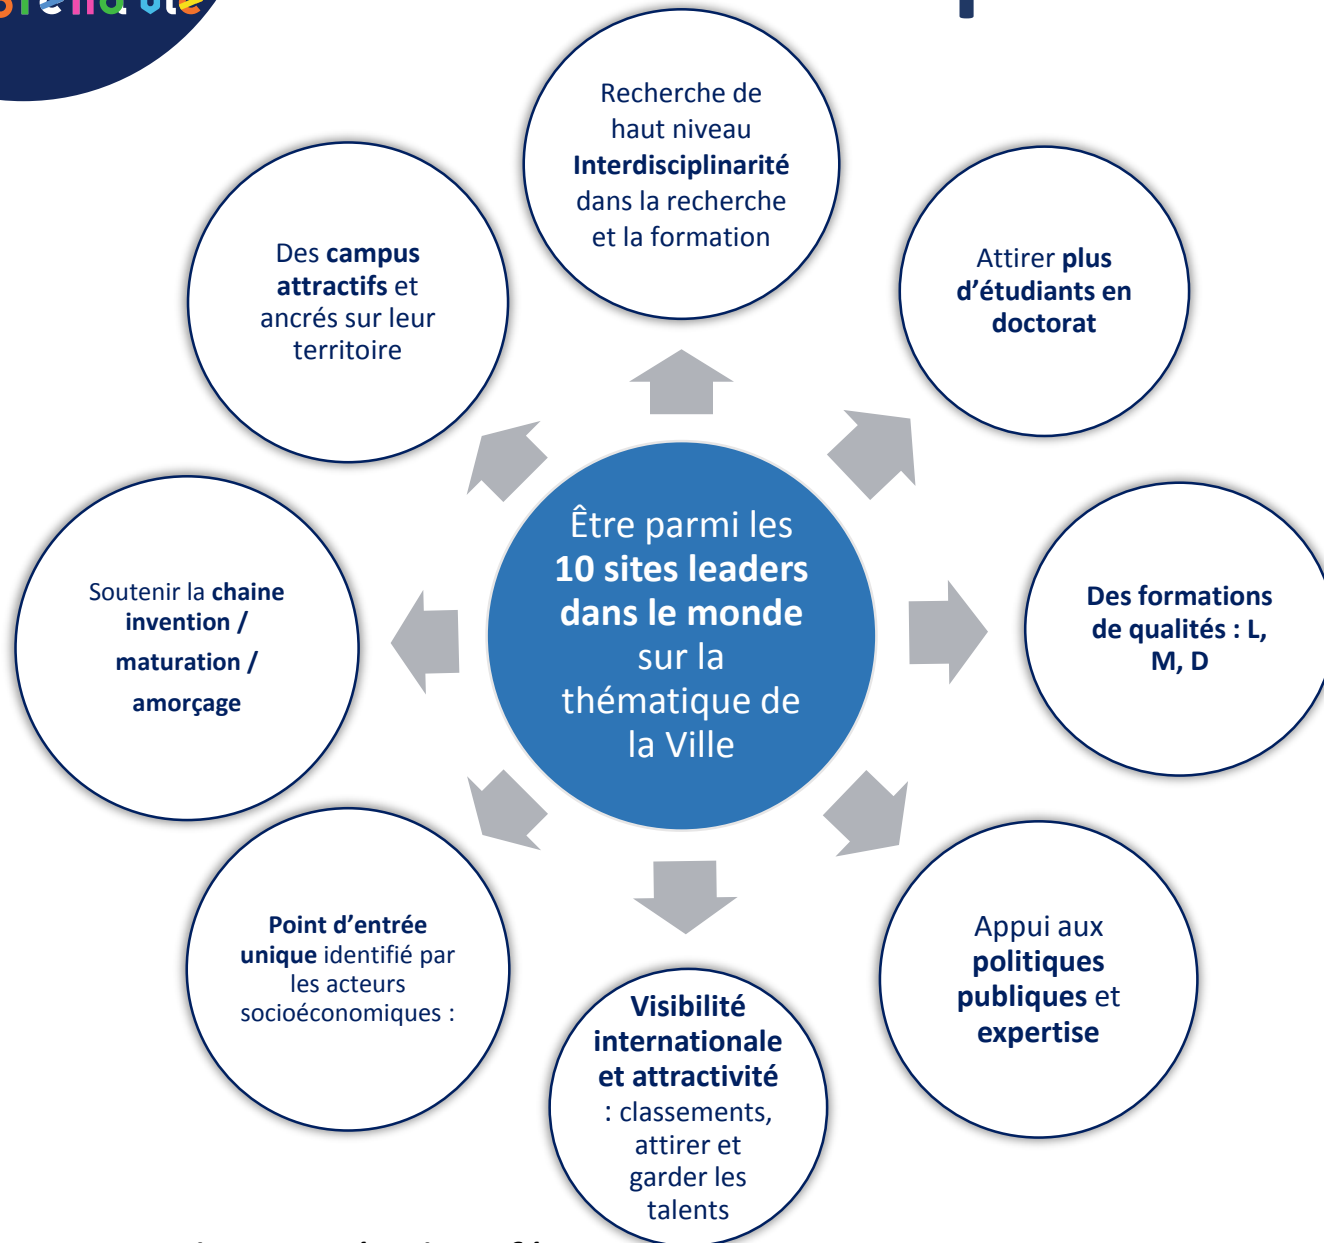 Recherche de
haut niveau
Interdisciplinarité
dans la recherche
et la formation
Attirer plus
d’étudiants en
doctorat
Des formations
de qualités : L,
M, D
Appui aux
politiques
publiques et
expertise
Visibilité
internationale
et attractivité
: classements,
attirer et
garder les
talents
Point d’entrée
unique identifié par
les acteurs
socioéconomiques :
Soutenir la chaine
invention /
maturation /
amorçage
Des campus
attractifs et
ancrés sur leur
territoire
Être parmi les
10 sites leaders
dans le monde
sur la
thématique de
la Ville